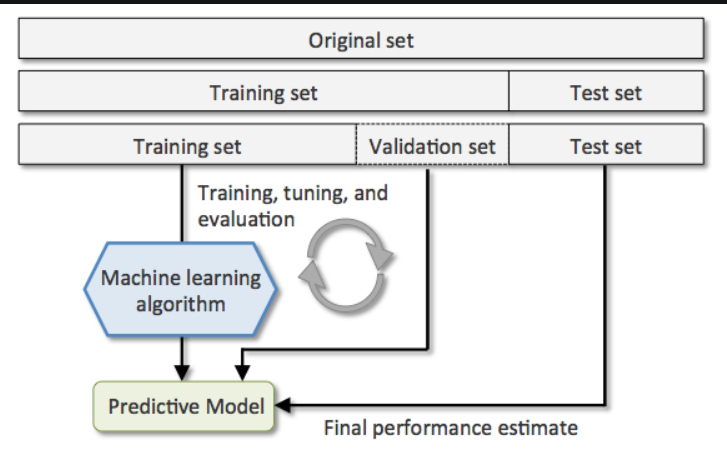 Original set
Training set Test set
Training set Validation set Test set
Training, tuning, and
evaluation
Machine learning
algorithm
Predictive Model
Final performance estimate